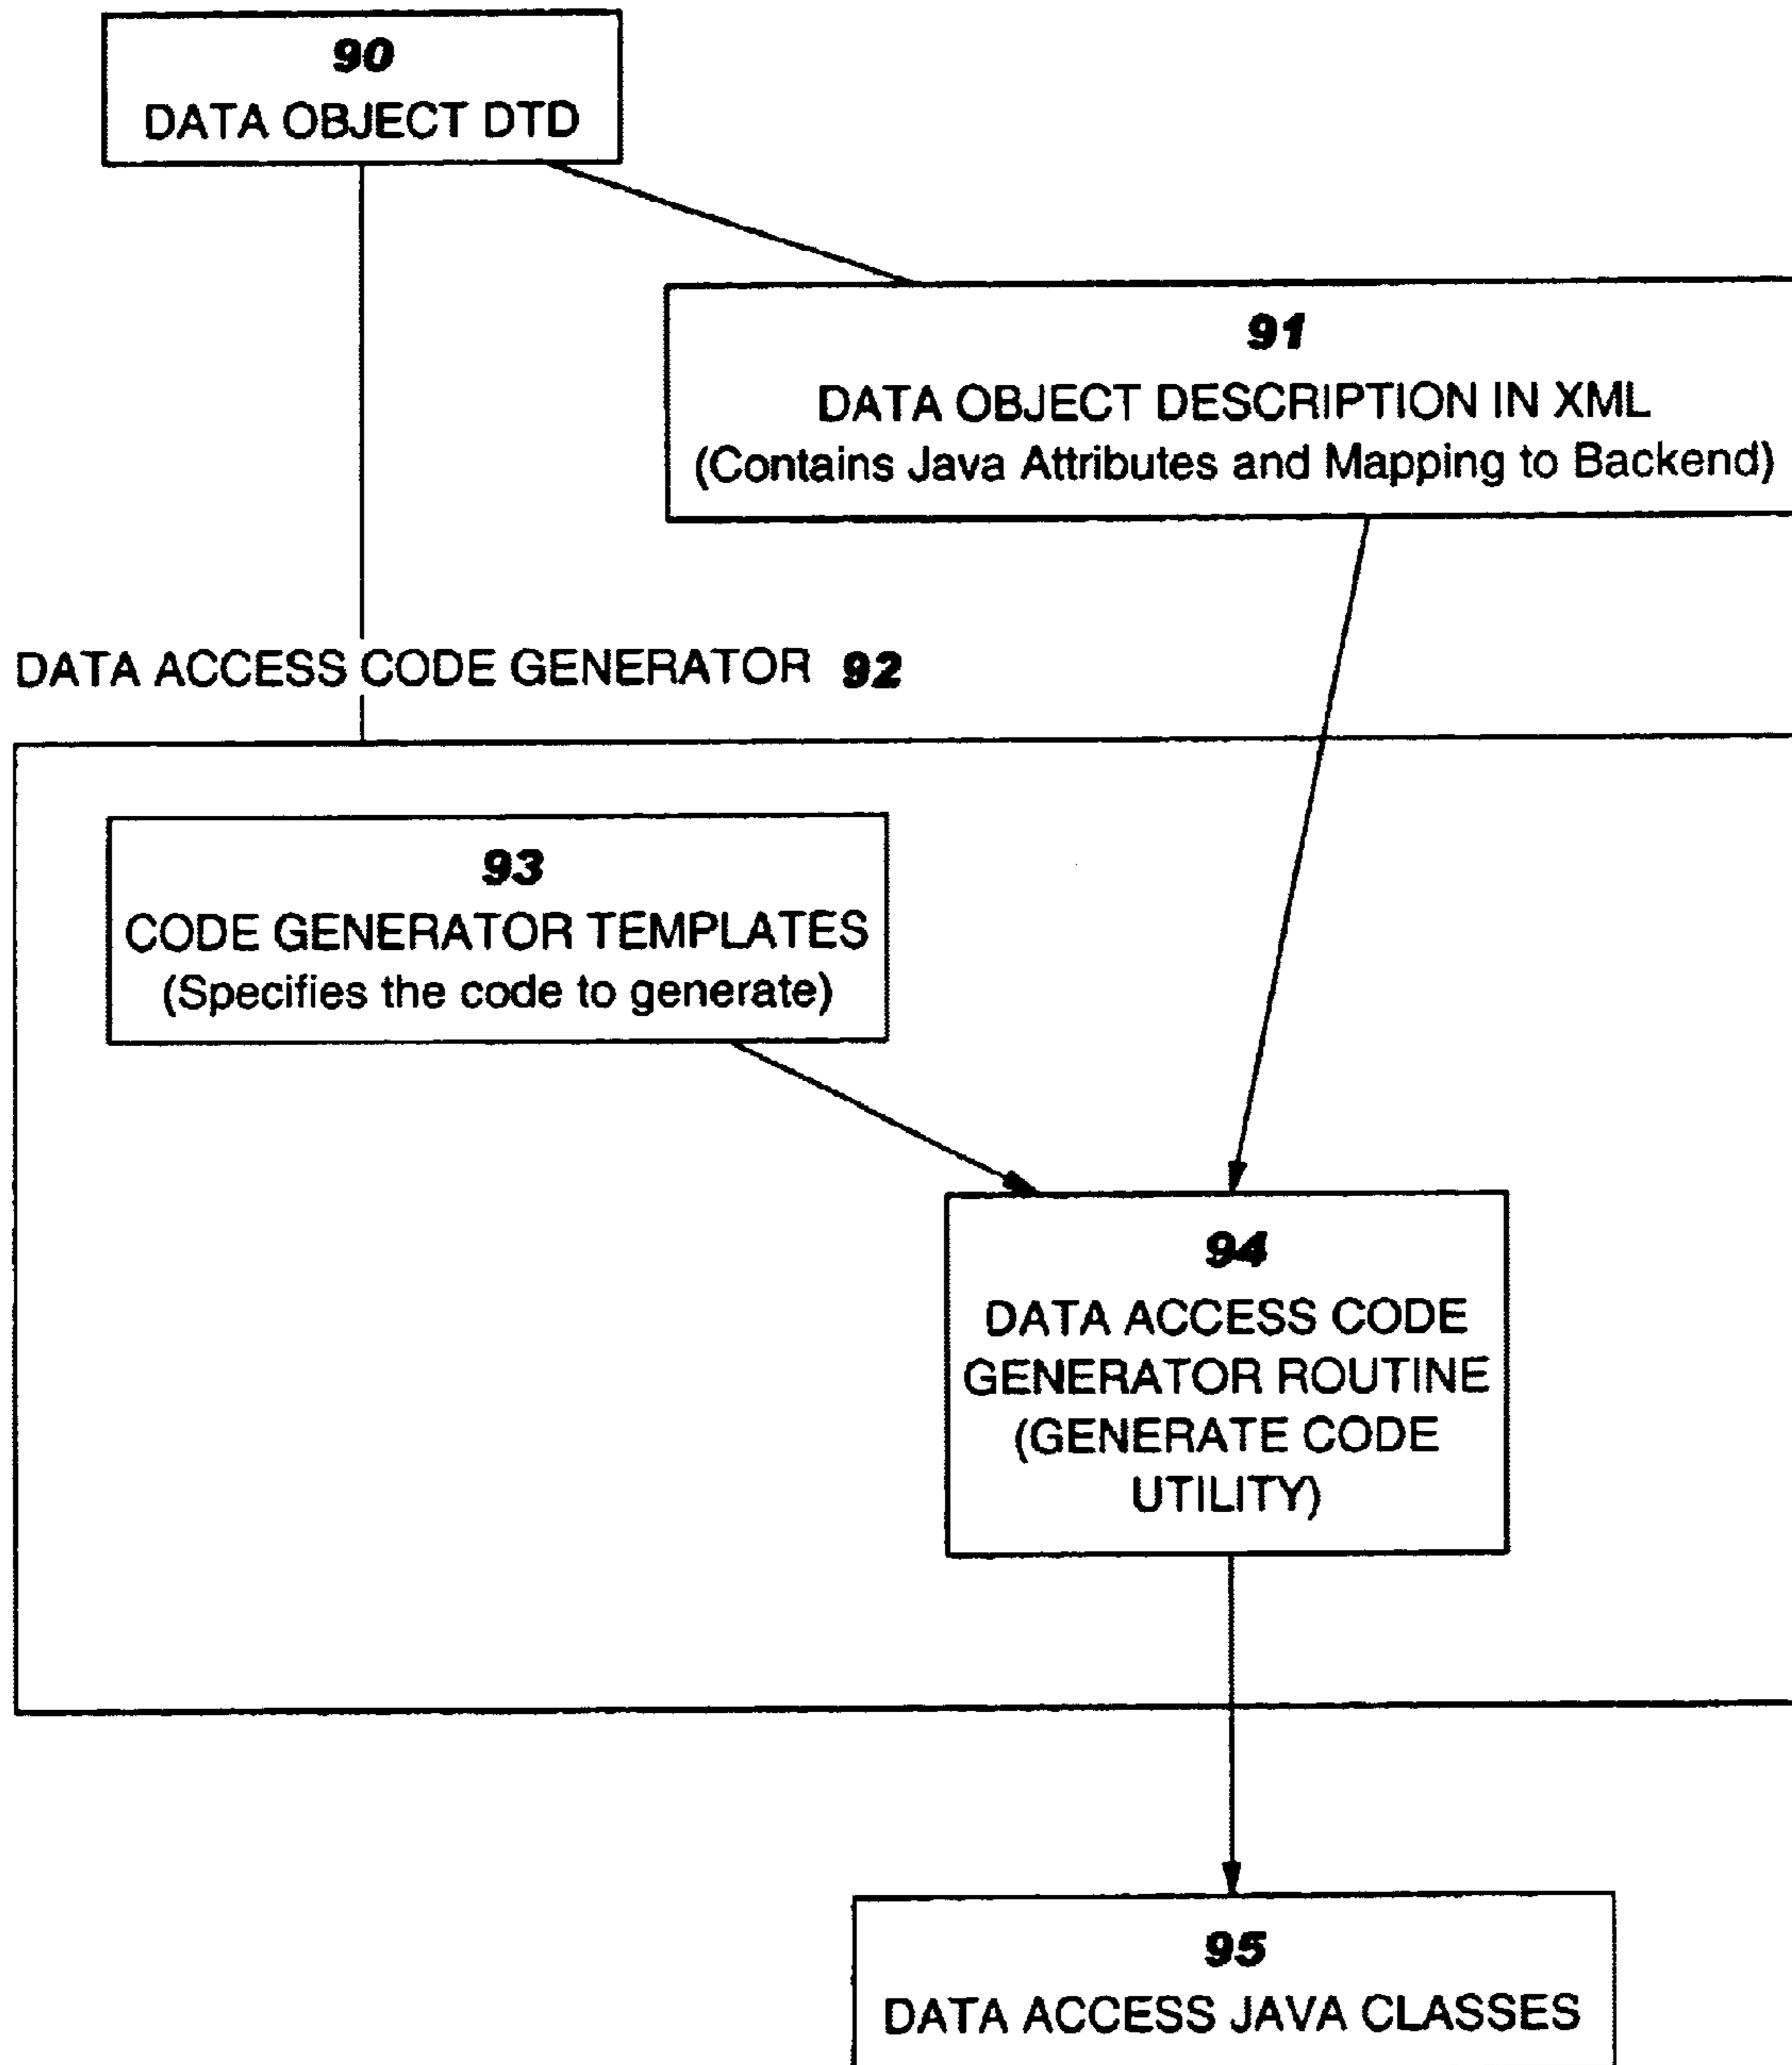 90
DATA OBJECT DTD
91
DATA OBJECT DESCRIPTION IN XML
(Contains Java Attributes and Mapping to Backend)
DATA ACCESS CODE GENERATOR 92
93
CODE GENERATOR TEMPLATES
(Specifies the code to generate)
94
DATA ACCESS CODE
GENERATOR ROUTINE
(GENERATE CODE
UTILITY)
95
DATA ACCESS JAVA CLASSES